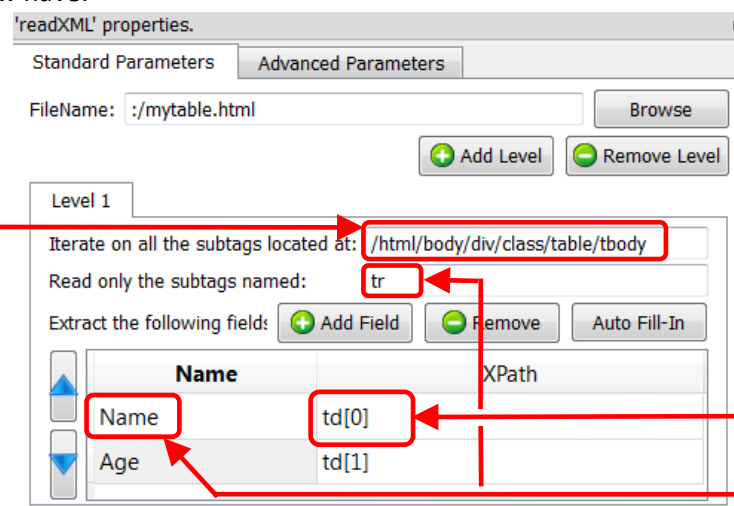 'readXML' properties.
Standard Parameters Advanced Parameters
FileName: :/mytable.html Browse
Add Level Remove Level
Level 1
Iterate on all the subtags located at: /html/body/div/class/table/tbody
Read only the subtags named: tr
Extract the following fields Add Field Remove Auto Fill-In
Name XPath
Name td[0]
Age td[1]